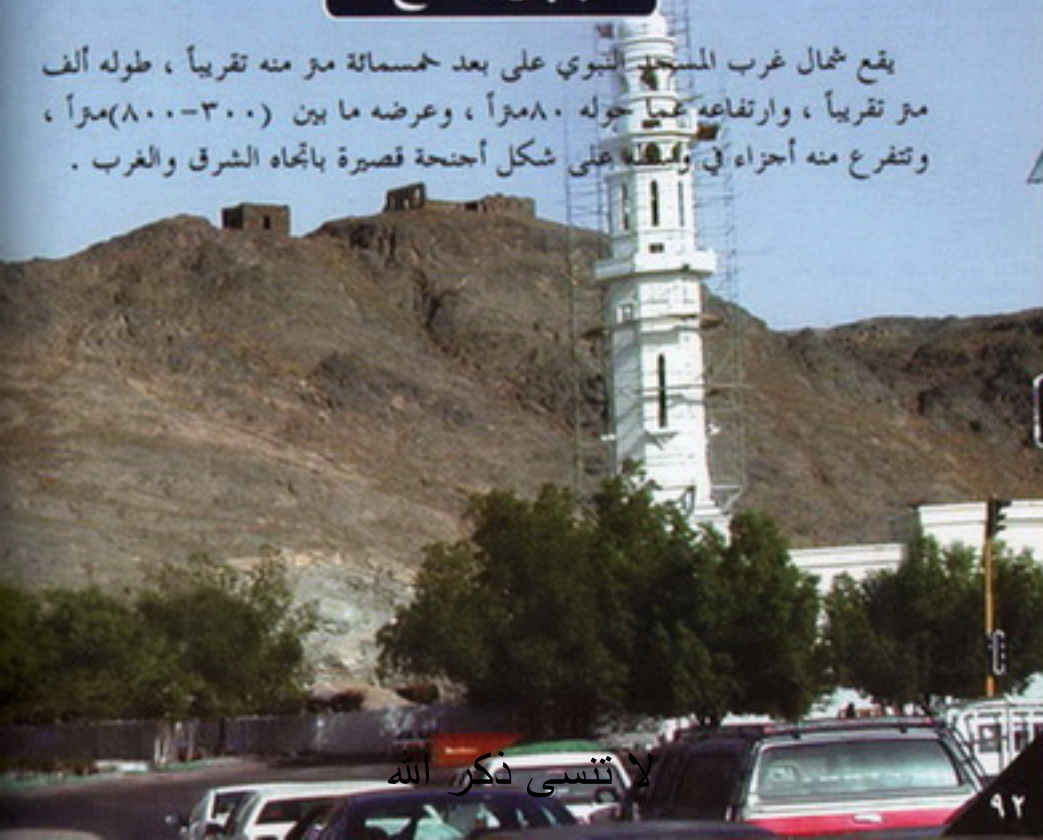 يقع شمال غرب المسجد النبوي على بعد خمسمائة متر منه تقريباً ، طوله ألف
متر تقريباً ، وارتفاعه عما حوله ٨٠متراً ، وعرضه ما بين (٣٠٠-٨٠٠)متراً ،
وتتفرع منه أجزاء في وسطه على شكل أجنحة قصيرة باتجاه الشرق والغرب .
لا تنسى ذكر الله
٩٢